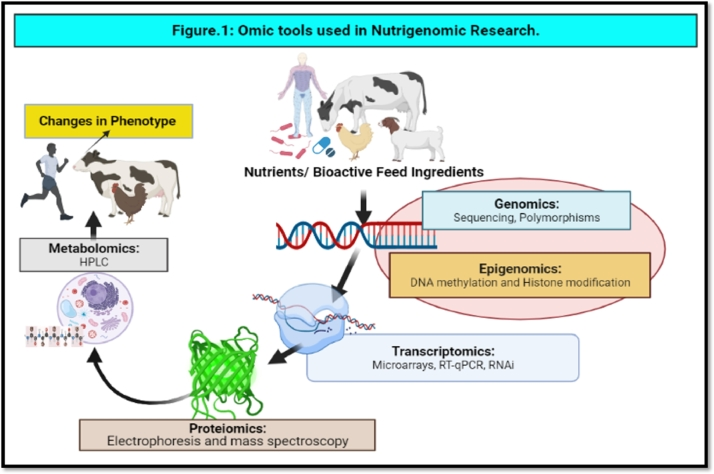 Figure.1: Omic tools used in Nutrigenomic Research.
Changes in Phenotype
Nutrients/ Bioactive Feed Ingredients
Genomics:
Sequencing, Polymorphisms
Epigenomics:
DNA methylation and Histone modification
Metabolomics:
HPLC
Transcriptomics:
Microarrays, RT-qPCR, RNAi
Proteomics:
Electrophoresis and mass spectroscopy